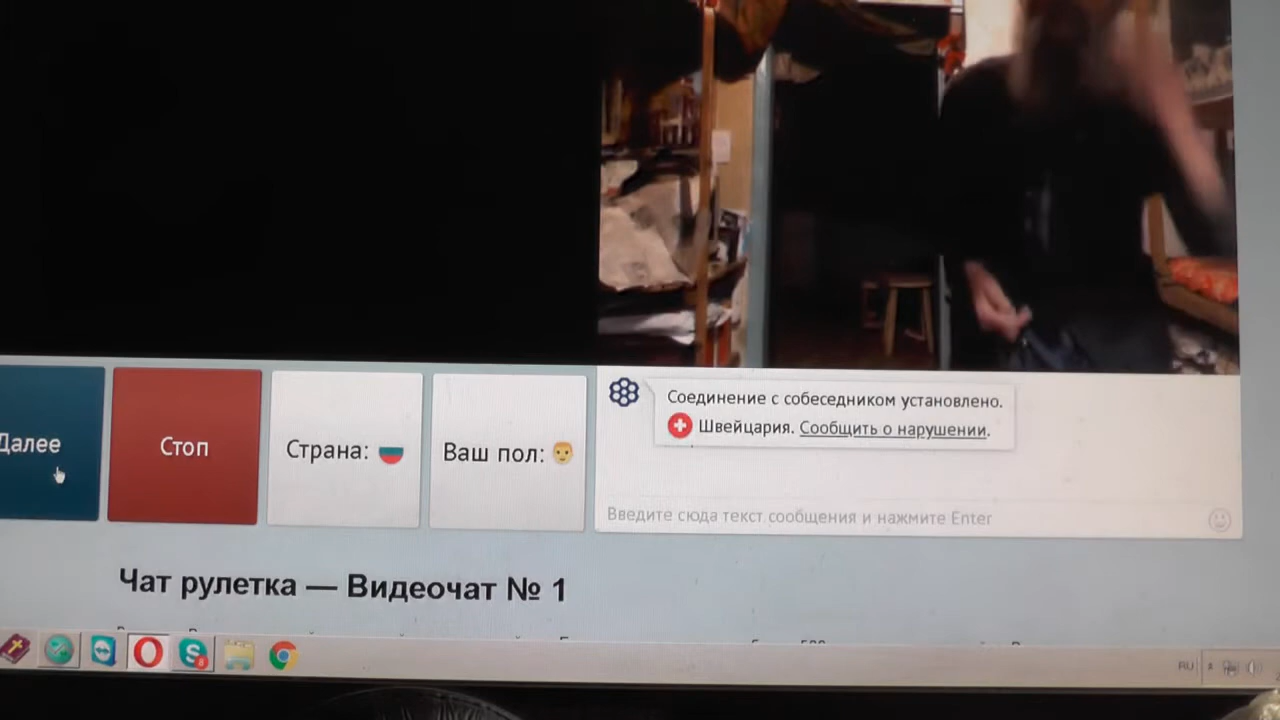 Далее
Стоп
Страна:
Ваш пол:
Соединение с собеседником установлено.
Швейцария. Сообщить о нарушении.
Введите сюда текст сообщения и нажмите Enter
Чат рулетка — Видеочат № 1
RU